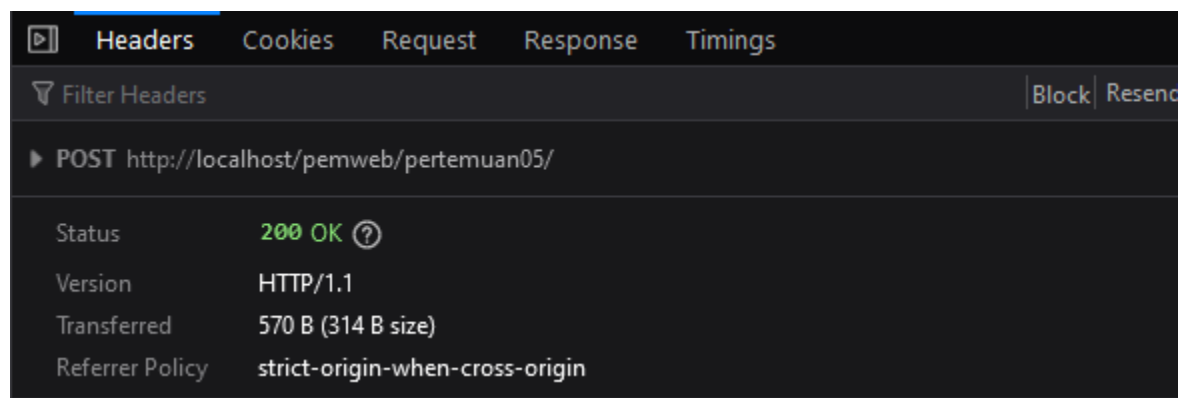 Headers Cookies Request Response Timings
Filter Headers Block Resend
POST http://localhost/pemweb/pertemuan05/
Status 200 OK
Version HTTP/1.1
Transferred 570 B (314 B size)
Referrer Policy strict-origin-when-cross-origin